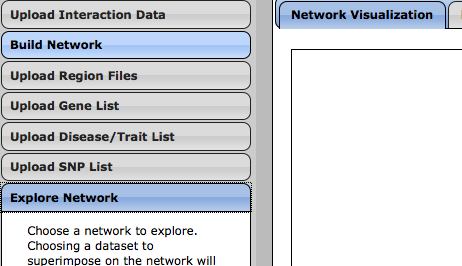 Upload Interaction Data
Network Visualization
Build Network
Upload Region Files
Upload Gene List
Upload Disease/Trait List
Upload SNP List
Explore Network
Choose a network to explore.
Choosing a dataset to
superimpose on the network will